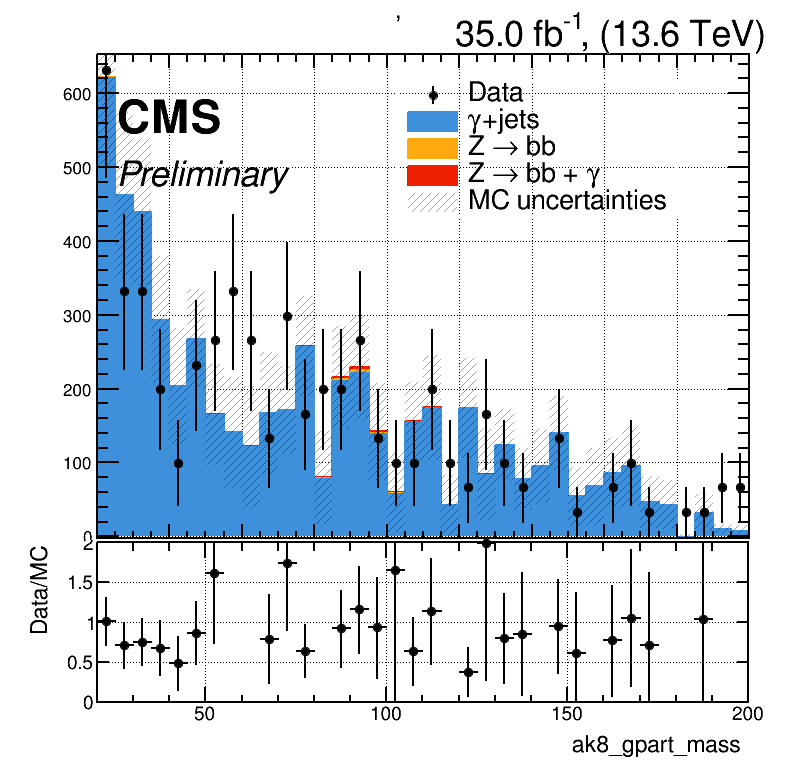 ,
35.0 fb-1, (13.6 TeV)
CMS
Preliminary
Data
γ+jets
Z → bb
Z → bb + γ
MC uncertainties
600
500
400
300
200
100
0
Data/MC
2
1.5
1
0.5
0
50 100 150 200
ak8_gpart_mass